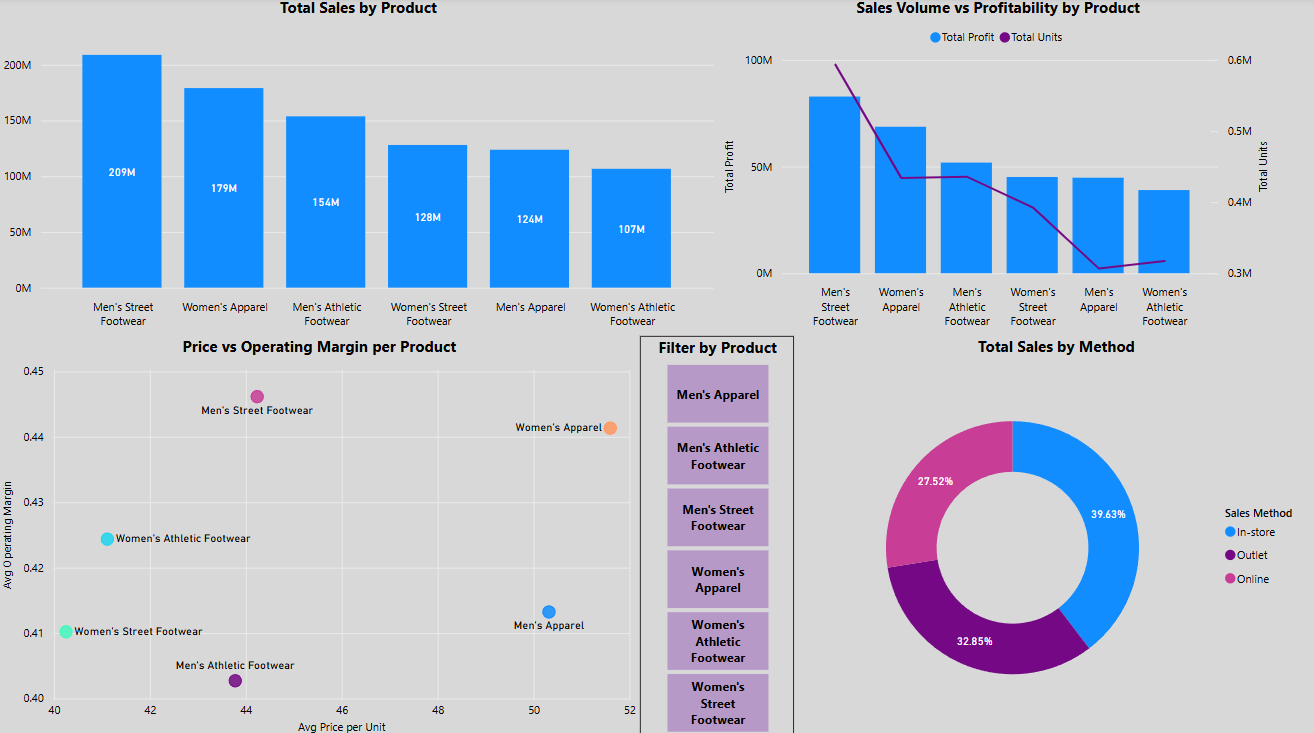 Total Sales by Product
200M
150M
100M
50M
0M
209M
179M
154M
128M
124M
107M
Men's Street
Footwear
Women's Apparel
Men's Athletic
Footwear
Women's Street
Footwear
Men's Apparel
Women's Athletic
Footwear
Sales Volume vs Profitability by Product
Total Profit
Total Units
100M
50M
0M
Total Profit
0.6M
0.5M
0.4M
0.3M
Total Units
Men's
Street
Footwear
Women's
Apparel
Men's
Athletic
Footwear
Women's
Street
Footwear
Men's
Apparel
Women's
Athletic
Footwear
Price vs Operating Margin per Product
0.45
0.44
0.43
0.42
0.41
0.40
Avg Operating Margin
Men's Street Footwear
Women's Apparel
Women's Athletic Footwear
Men's Apparel
Women's Street Footwear
Men's Athletic Footwear
40
42
44
46
48
50
52
Avg Price per Unit
Filter by Product
Men's Apparel
Men's Athletic
Footwear
Men's Street
Footwear
Women's
Apparel
Women's
Athletic
Footwear
Women's
Street
Footwear
Total Sales by Method
27.52%
39.63%
32.85%
Sales Method
In-store
Outlet
Online